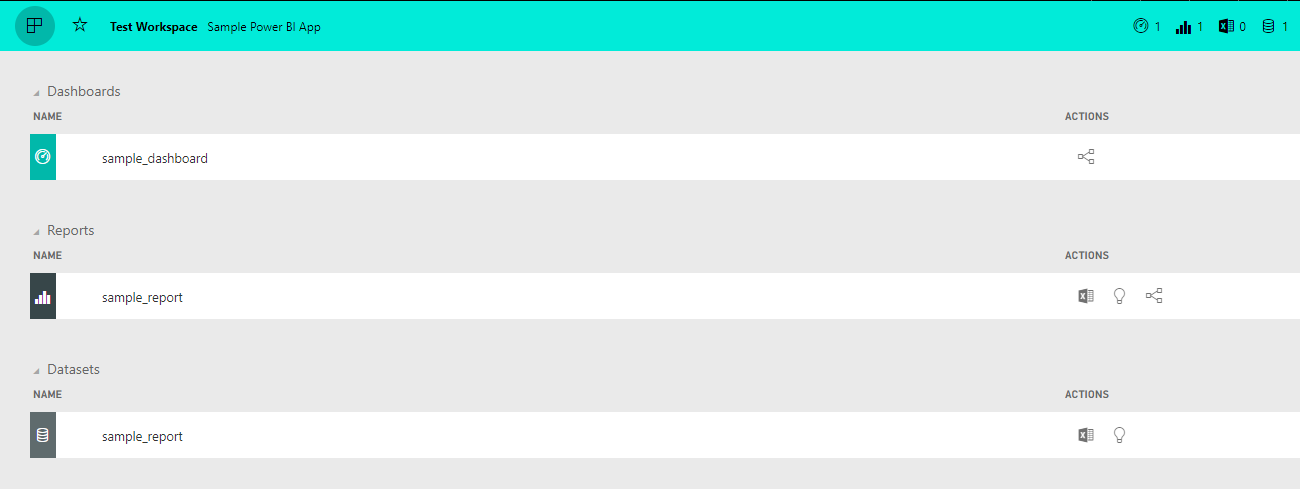 Test Workspace Sample Power BI App 1 1 0 1
Dashboards
NAME ACTIONS
sample_dashboard
Reports
NAME ACTIONS
sample_report
Datasets
NAME ACTIONS
sample_report